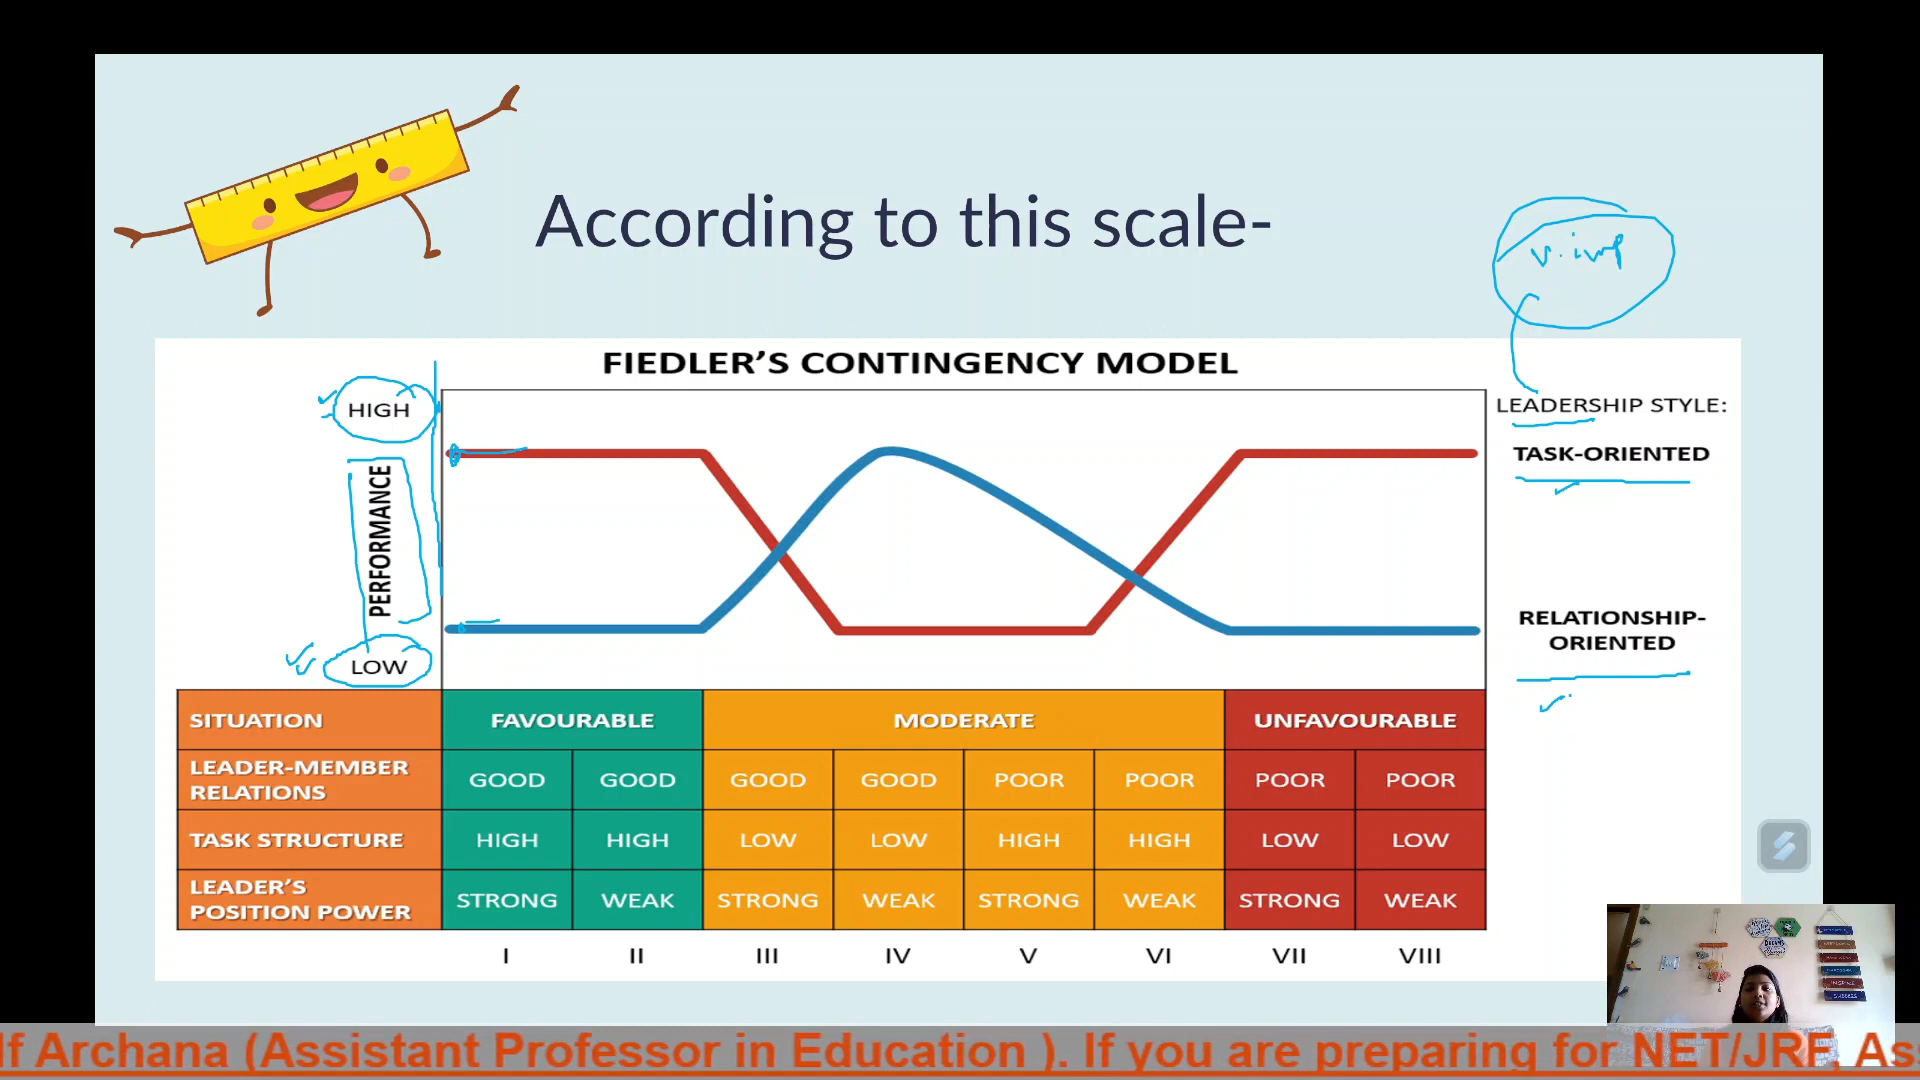 According to this scale-
v. imp
FIEDLER'S CONTINGENCY MODEL
HIGH
PERFORMANCE
LOW
LEADERSHIP STYLE:
TASK-ORIENTED
RELATIONSHIP-
ORIENTED
SITUATION FAVOURABLE MODERATE UNFAVOURABLE
LEADER-MEMBER
RELATIONS GOOD GOOD GOOD GOOD POOR POOR POOR POOR
TASK STRUCTURE HIGH HIGH LOW LOW HIGH HIGH LOW LOW
LEADER'S
POSITION POWER STRONG WEAK STRONG WEAK STRONG WEAK STRONG WEAK
I II III IV V VI VII VIII
lf Archana (Assistant Professor in Education ). If you are preparing for NET/JRF, As